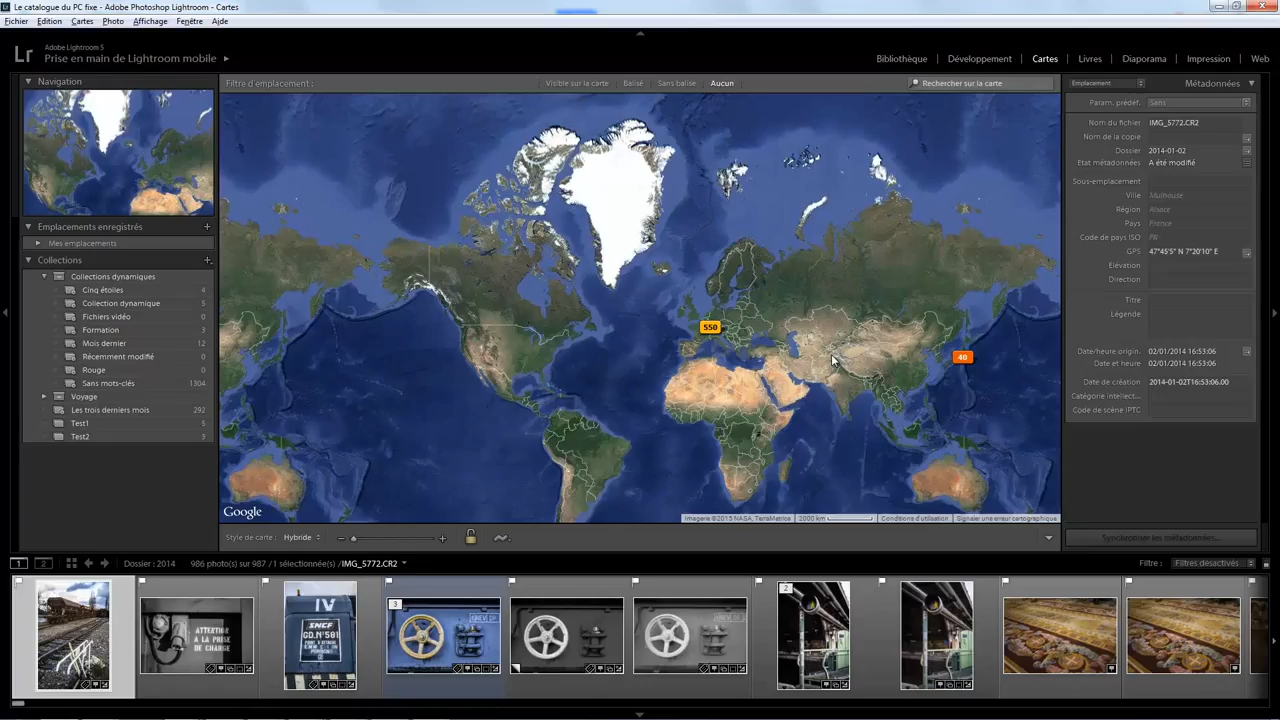 Le catalogue du PC fixe - Adobe Photoshop Lightroom - Cartes
Fichier Edition Cartes Photo Affichage Fenêtre Aide
Lr
Adobe Lightroom 5
Prise en main de Lightroom mobile
Bibliothèque Développement Cartes Livres Diaporama Impression Web
Navigation
Emplacements enregistrés
Mes emplacements
Collections
Collections dynamiques
Cinq étoiles 4
Collection dynamique 5
Fichiers vidéo 0
Formation 3
Mois dernier 12
Récemment modifié 0
Rouge 0
Sans mots-clés 1304
Voyage
Les trois derniers mois 292
Test1 5
Test2 3
Filtre d'emplacement :
Visible sur la carte Balisé Sans balise Aucun
Rechercher sur la carte
550
40
Google
Imagerie ©2015 NASA, TerraMetrics 2000 km Conditions d'utilisation Signaler une erreur cartographique
Style de carte : Hybride
Emplacement Métadonnées
Param. prédéf. Sans
Nom du fichier IMG_5772.CR2
Nom de la copie
Dossier 2014-01-02
Etat métadonnées A été modifié
Sous-emplacement
Ville Mulhouse
Région Alsace
Pays France
Code de pays ISO FR
GPS 47°45'5" N 7°20'10" E
Elévation
Direction
Titre
Légende
Date/heure origin. 02/01/2014 16:53:06
Date et heure 02/01/2014 16:53:06
Date de création 2014-01-02T16:53:06.00
Catégorie intellect...
Code de scène IPTC
Synchroniser les métadonnées...
1 2 Dossier : 2014 986 photo(s) sur 987 /1 sélectionnée(s) /IMG_5772.CR2
Filtre : Filtres désactivés
ATTENTION
A LA PRISE
DE CHARGE
IV
SNCF
GD.N°581
3
2